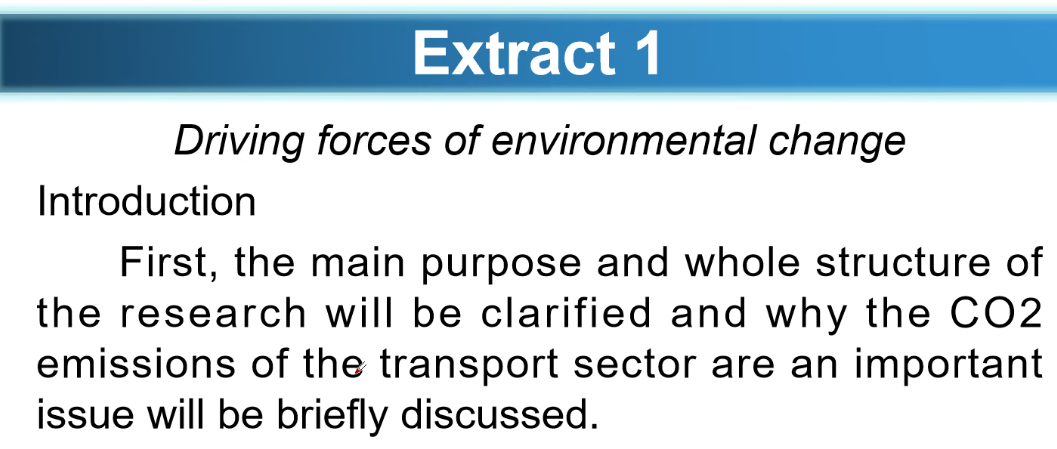 Extract 1
Driving forces of environmental change
Introduction
First, the main purpose and whole structure of
the research will be clarified and why the CO2
emissions of the transport sector are an important
issue will be briefly discussed.